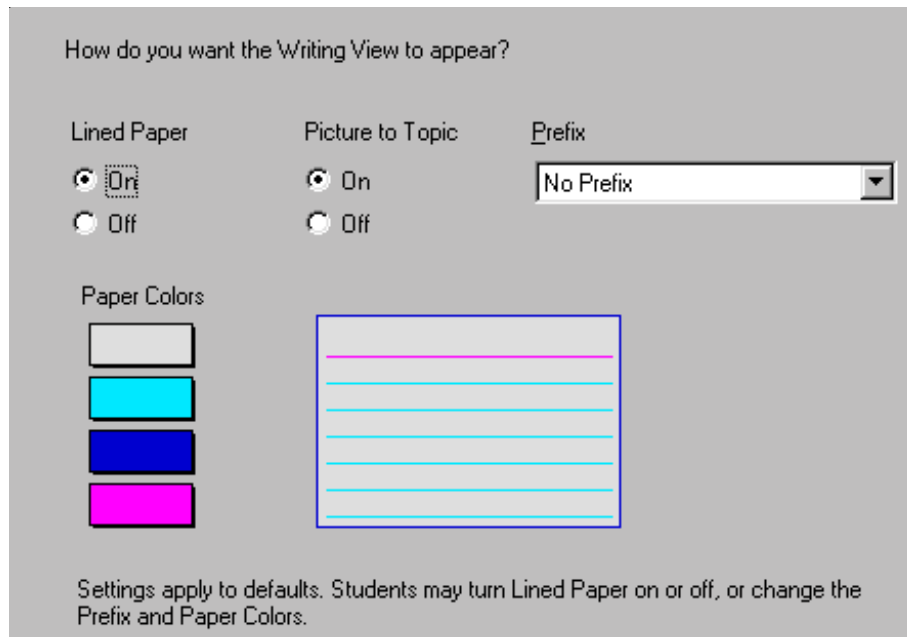 How do you want the Writing View to appear?
Lined Paper
On
Off
Picture to Topic
On
Off
Prefix
No Prefix
Paper Colors
Settings apply to defaults. Students may turn Lined Paper on or off, or change the
Prefix and Paper Colors.